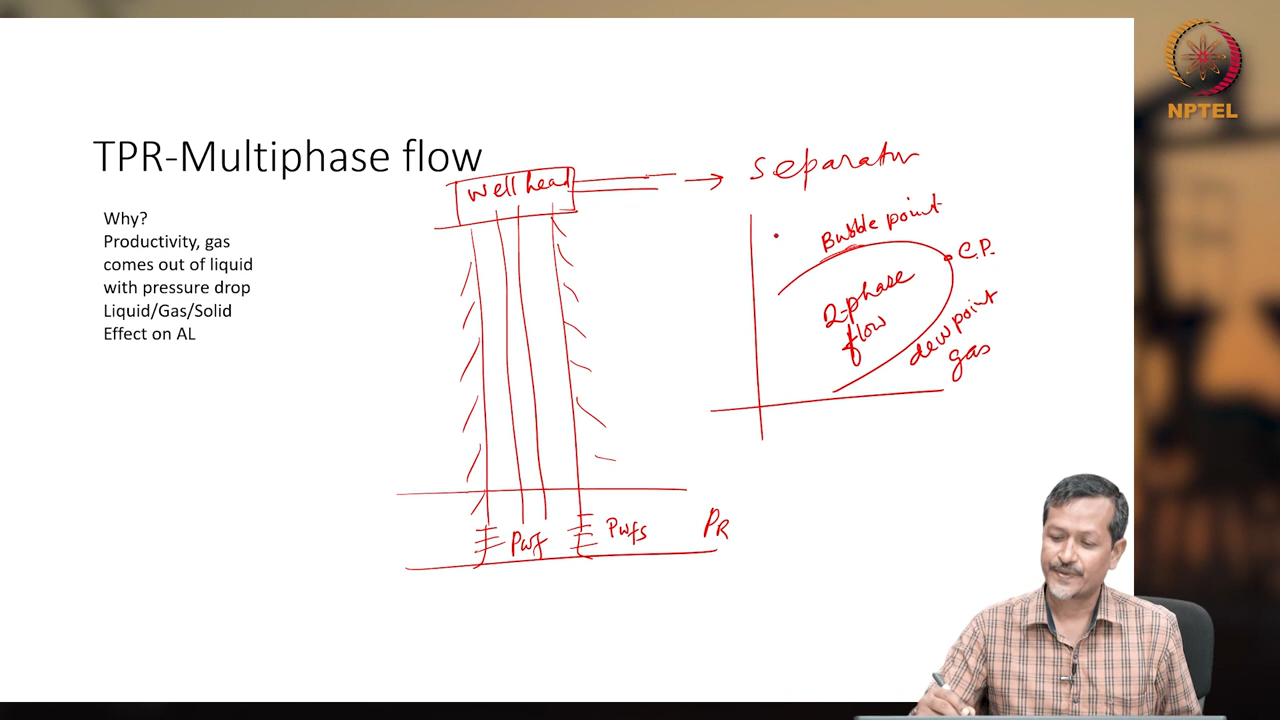 NPTEL
TPR-Multiphase flow
Why?
Productivity, gas
comes out of liquid
with pressure drop
Liquid/Gas/Solid
Effect on AL
well head
separator
Bubble point
C.P.
2-phase
flow
dew point
gas
Pwf
Pwfs
PR